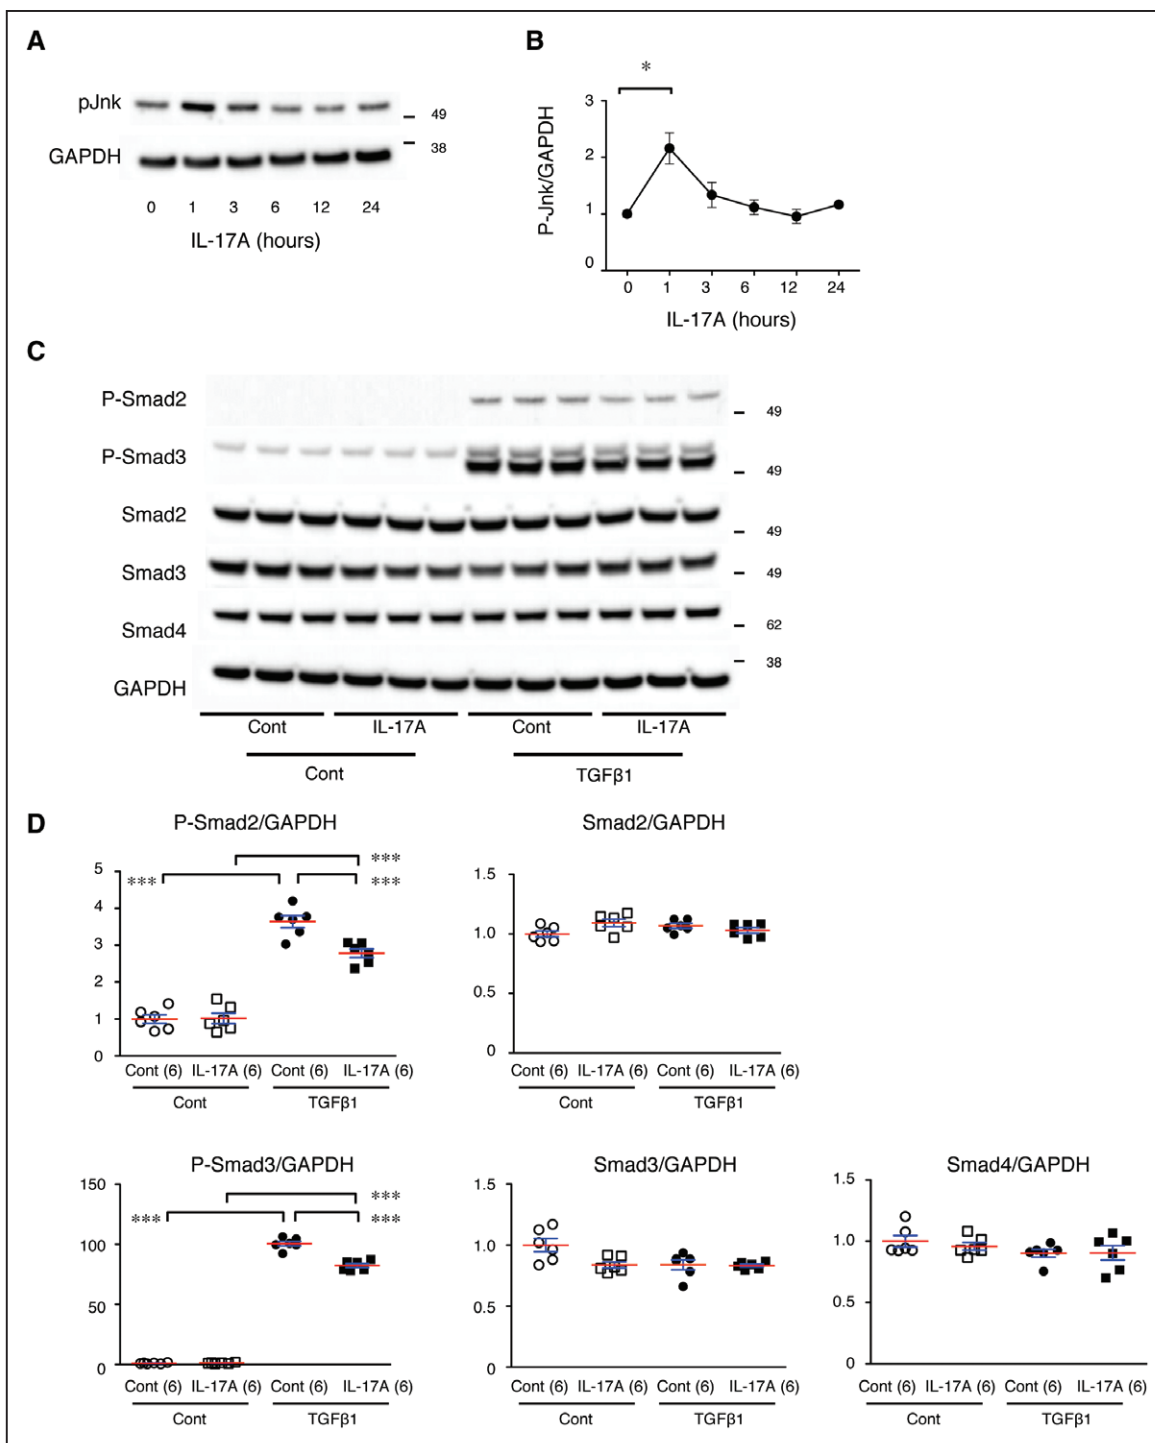 A
pJnk
49
38
GAPDH
0 1 3 6 12 24
IL-17A (hours)
B
*
3
2
1
0
P-Jnk/GAPDH
0 1 3 6 12 24
IL-17A (hours)
C
P-Smad2
49
P-Smad3
49
Smad2
49
Smad3
49
Smad4
62
38
GAPDH
Cont IL-17A Cont IL-17A
Cont TGFβ1
D
P-Smad2/GAPDH
5
4
3
2
1
0
***
***
***
Cont (6) IL-17A (6) Cont (6) IL-17A (6)
Cont TGFβ1
Smad2/GAPDH
1.5
1.0
0.5
0
Cont (6) IL-17A (6) Cont (6) IL-17A (6)
Cont TGFβ1
P-Smad3/GAPDH
150
100
50
0
***
***
***
Cont (6) IL-17A (6) Cont (6) IL-17A (6)
Cont TGFβ1
Smad3/GAPDH
1.5
1.0
0.5
0
Cont (6) IL-17A (6) Cont (6) IL-17A (6)
Cont TGFβ1
Smad4/GAPDH
1.5
1.0
0.5
0
Cont (6) IL-17A (6) Cont (6) IL-17A (6)
Cont TGFβ1